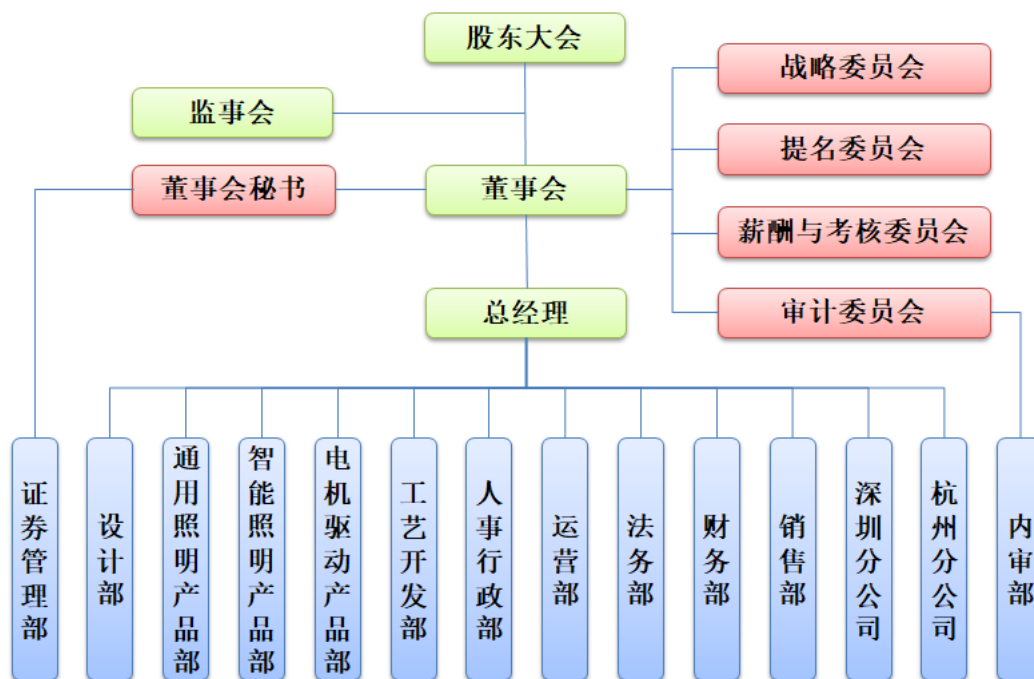 股东大会
战略委员会
监事会
提名委员会
董事会秘书
董事会
薪酬与考核委员会
总经理
审计委员会
证券管理部
设计部
通用照明产品部
智能照明产品部
电机驱动产品部
工艺开发部
人事行政部
运营部
法务部
财务部
销售部
深圳分公司
杭州分公司
内审部